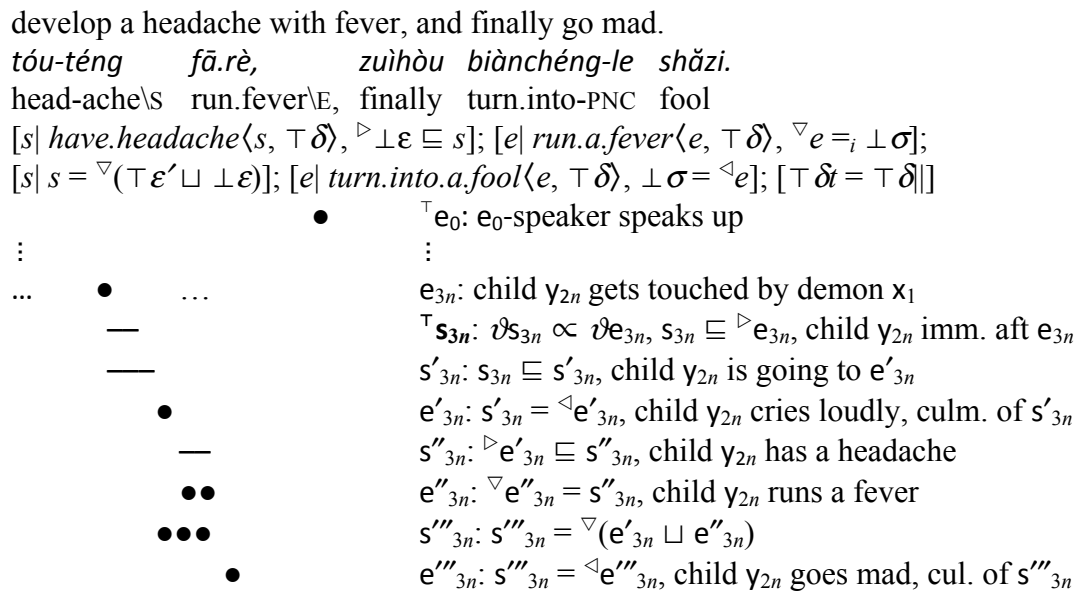 develop a headache with fever, and finally go mad.
tóu-téng fā.rè, zuìhòu biànchéng-le shăzi.
head-ache\S run.fever\E, finally turn.into-PNC fool
[s| have.headache⟨s, ⊤δ⟩, ▷⊥ε ⊑ s]; [e| run.a.fever⟨e, ⊤δ⟩, ▽e =ᵢ ⊥σ];
[s| s = ▽(⊤ε′ ⊔ ⊥ε)]; [e| turn.into.a.fool⟨e, ⊤δ⟩, ⊥σ = ◁e]; [⊤δt = ⊤δ||]
● ᵀe₀: e₀-speaker speaks up
⋮ ⋮
... ● … e₃ₙ: child y₂ₙ gets touched by demon x₁
— ᵀs₃ₙ: ϑs₃ₙ ∝ ϑe₃ₙ, s₃ₙ ⊑ ▷e₃ₙ, child y₂ₙ imm. aft e₃ₙ
— s′₃ₙ: s₃ₙ ⊑ s′₃ₙ, child y₂ₙ is going to e′₃ₙ
● e′₃ₙ: s′₃ₙ = ◁e′₃ₙ, child y₂ₙ cries loudly, culm. of s′₃ₙ
— s″₃ₙ: ▷e′₃ₙ ⊑ s″₃ₙ, child y₂ₙ has a headache
●● e″₃ₙ: ▽e″₃ₙ = s″₃ₙ, child y₂ₙ runs a fever
●●● s‴₃ₙ: s‴₃ₙ = ▽(e′₃ₙ ⊔ e″₃ₙ)
● e‴₃ₙ: s‴₃ₙ = ◁e‴₃ₙ, child y₂ₙ goes mad, cul. of s‴₃ₙ